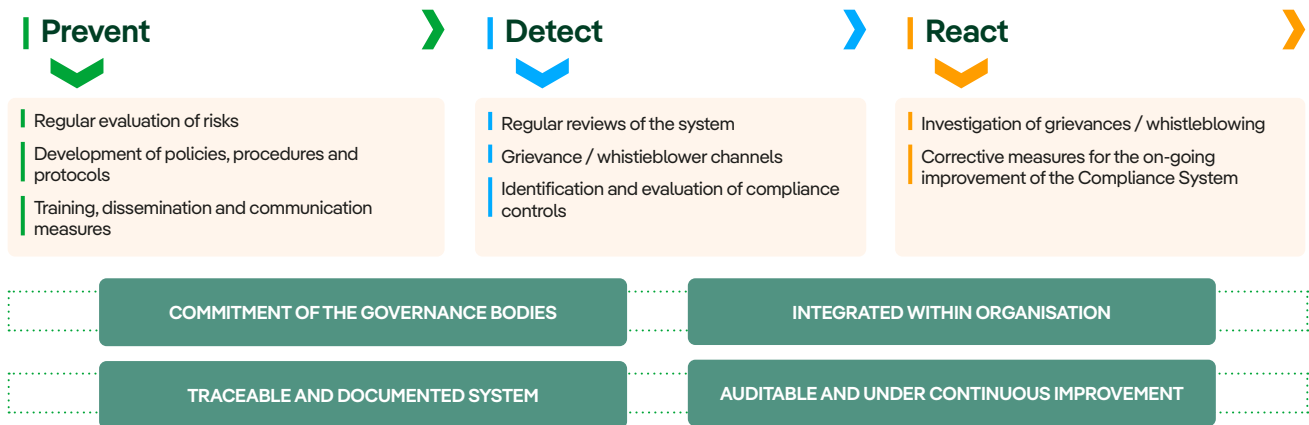 Prevent
Regular evaluation of risks
Development of policies, procedures and
protocols
Training, dissemination and communication
measures
Detect
Regular reviews of the system
Grievance / whistieblower channels
Identification and evaluation of compliance
controls
React
Investigation of grievances / whistleblowing
Corrective measures for the on-going
improvement of the Compliance System
COMMITMENT OF THE GOVERNANCE BODIES
INTEGRATED WITHIN ORGANISATION
TRACEABLE AND DOCUMENTED SYSTEM
AUDITABLE AND UNDER CONTINUOUS IMPROVEMENT